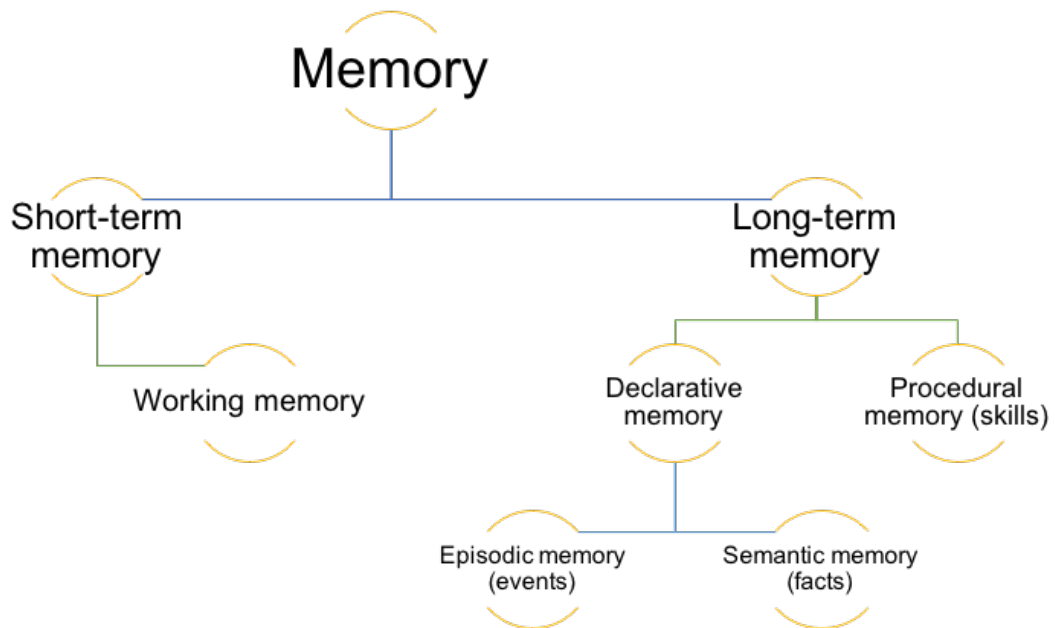 Memory
Short-term
memory
Long-term
memory
Working memory
Declarative
memory
Procedural
memory (skills)
Episodic memory
(events)
Semantic memory
(facts)